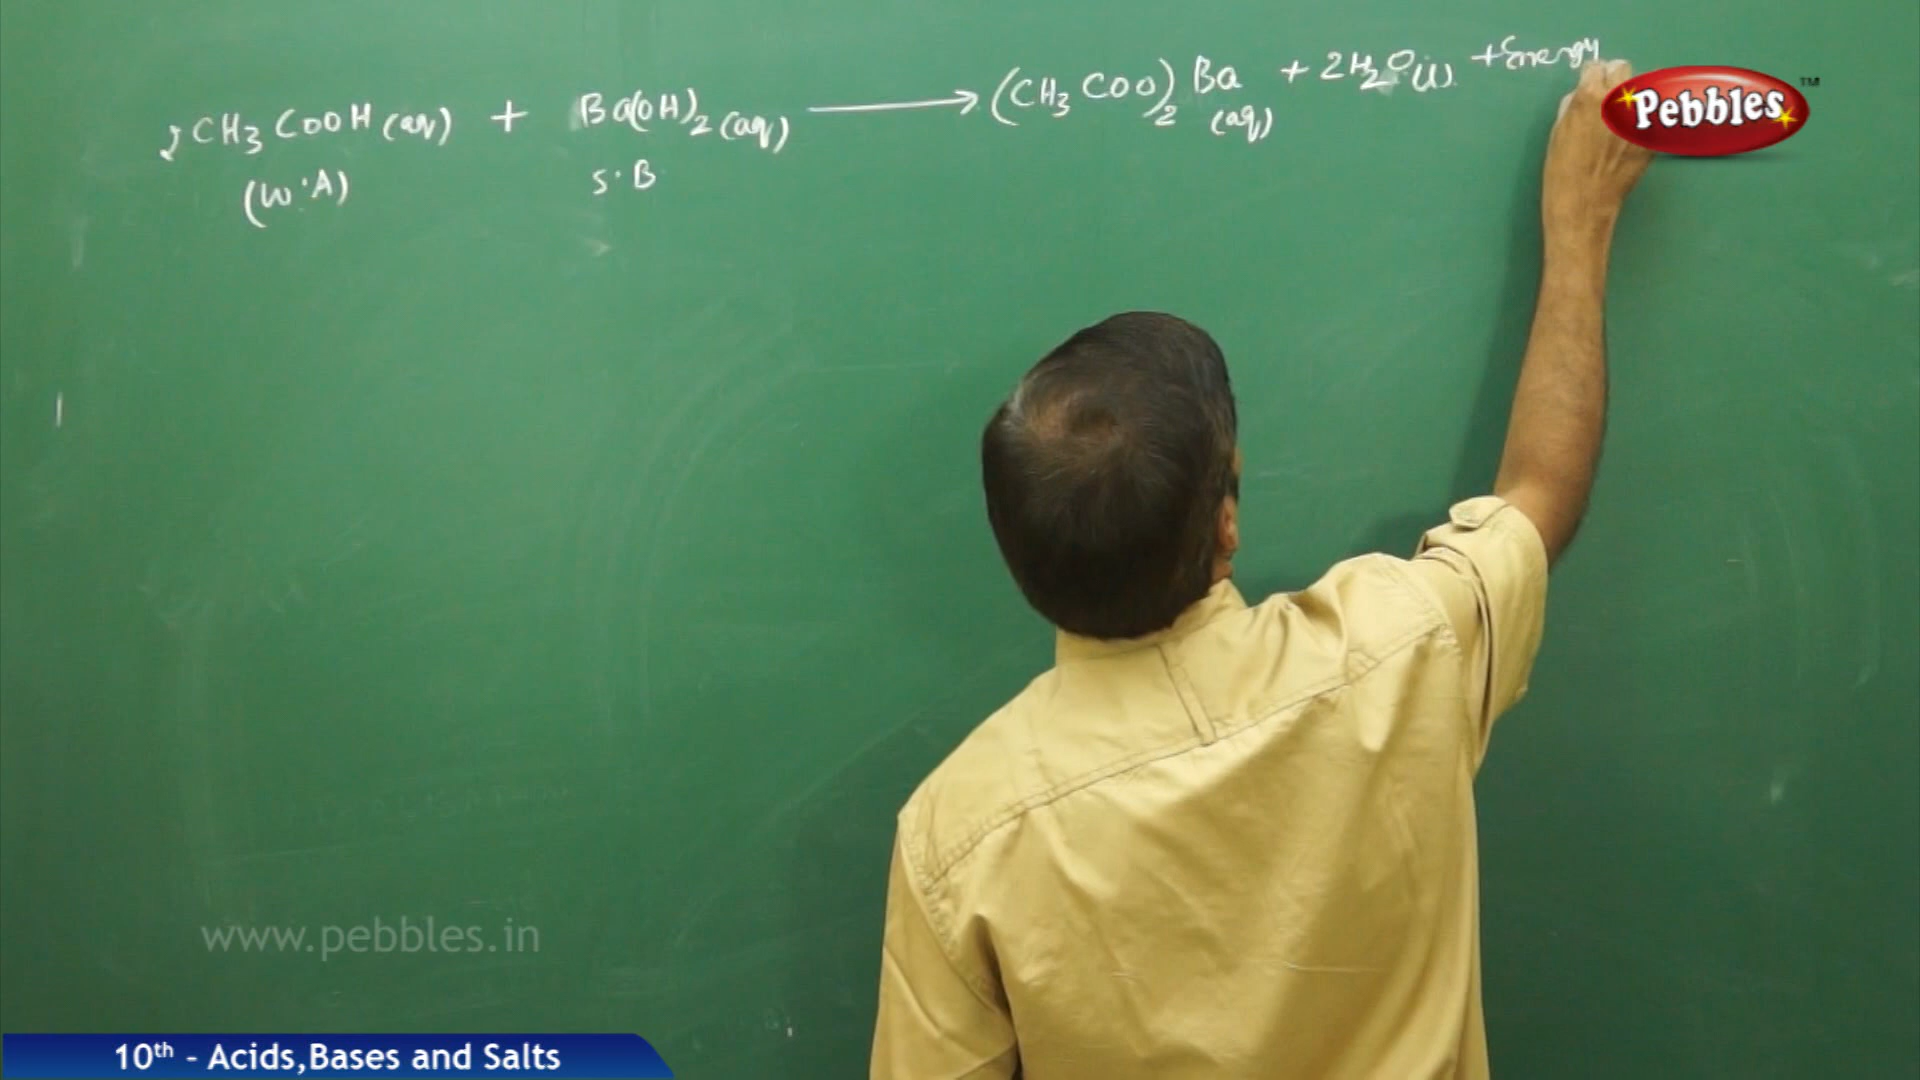 2CH3COOH(aq) + Ba(OH)2(aq) ⟶ (CH3COO)2Ba(aq) + 2H2O(l) + Energy
(W.A) S.B
Pebbles™
www.pebbles.in
10th - Acids,Bases and Salts